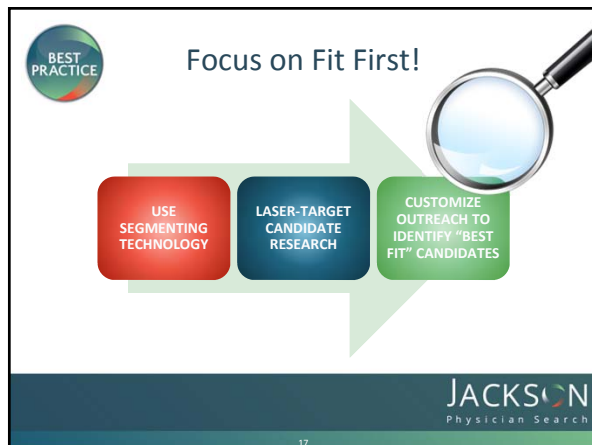 BEST
PRACTICE
Focus on Fit First!
USE
SEGMENTING
TECHNOLOGY
LASER-TARGET
CANDIDATE
RESEARCH
CUSTOMIZE
OUTREACH TO
IDENTIFY “BEST
FIT” CANDIDATES
JACKSON
Physician Search
17